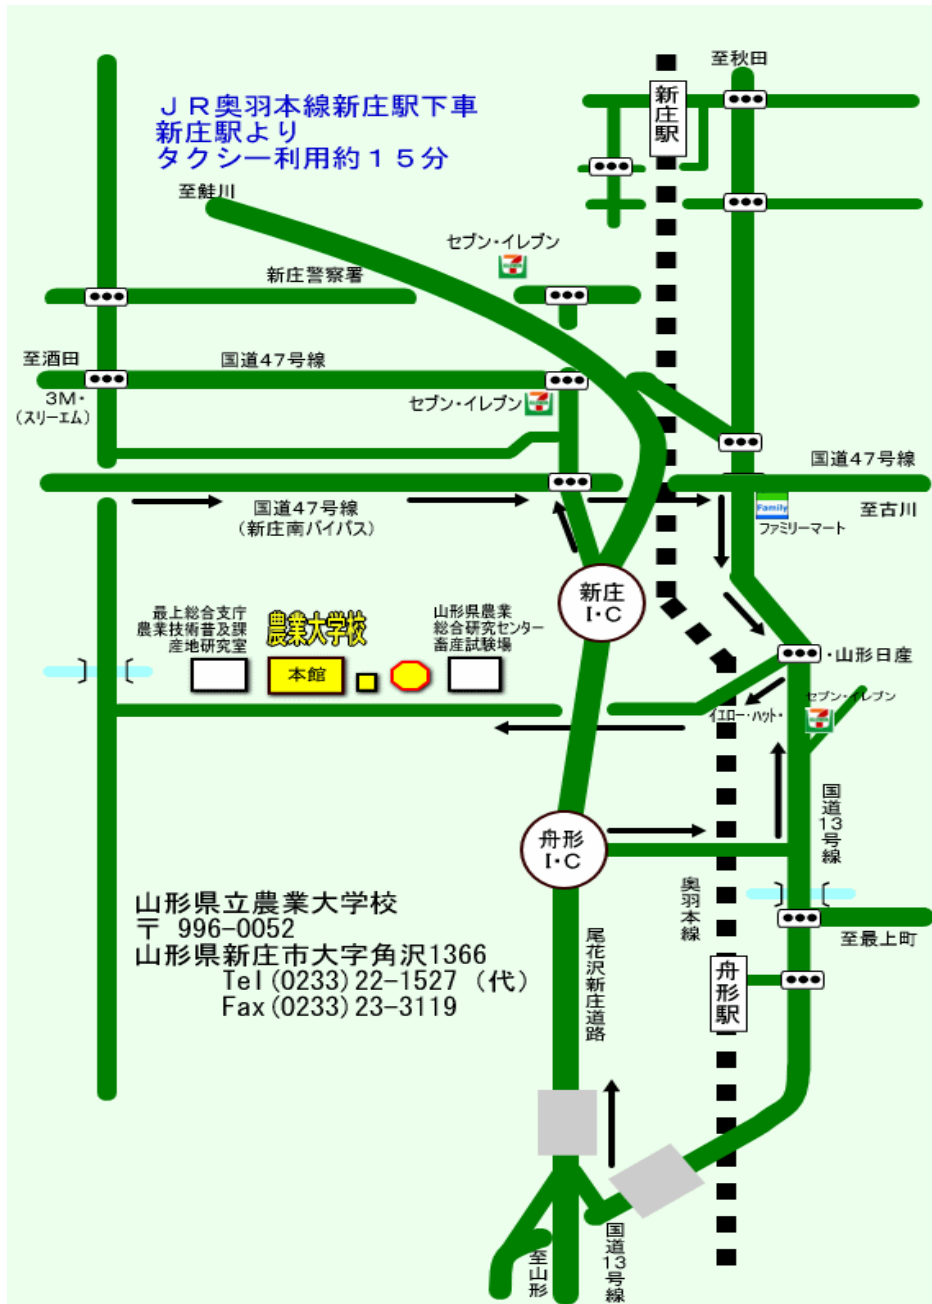 至秋田
ＪＲ奥羽本線新庄駅下車
新庄駅より
タクシー利用約１５分
新庄駅
至鮭川
セブン・イレブン
新庄警察署
至酒田
国道47号線
3M・
(スリーエム)
セブン・イレブン
国道47号線
国道47号線
(新庄南バイパス)
Family
至古川
ファミリーマート
新庄
I・C
最上総合支庁
農業技術普及課
産地研究室
農業大学校
本館
山形県農業
総合研究センター
畜産試験場
・山形日産
セブン・イレブン
イエロー・ハット・
国道13号線
舟形
I・C
奥羽本線
山形県立農業大学校
〒 996-0052
山形県新庄市大字角沢1366
Tel(0233)22-1527（代）
Fax(0233)23-3119
尾花沢新庄道路
至最上町
舟形駅
至山形
国道13号線